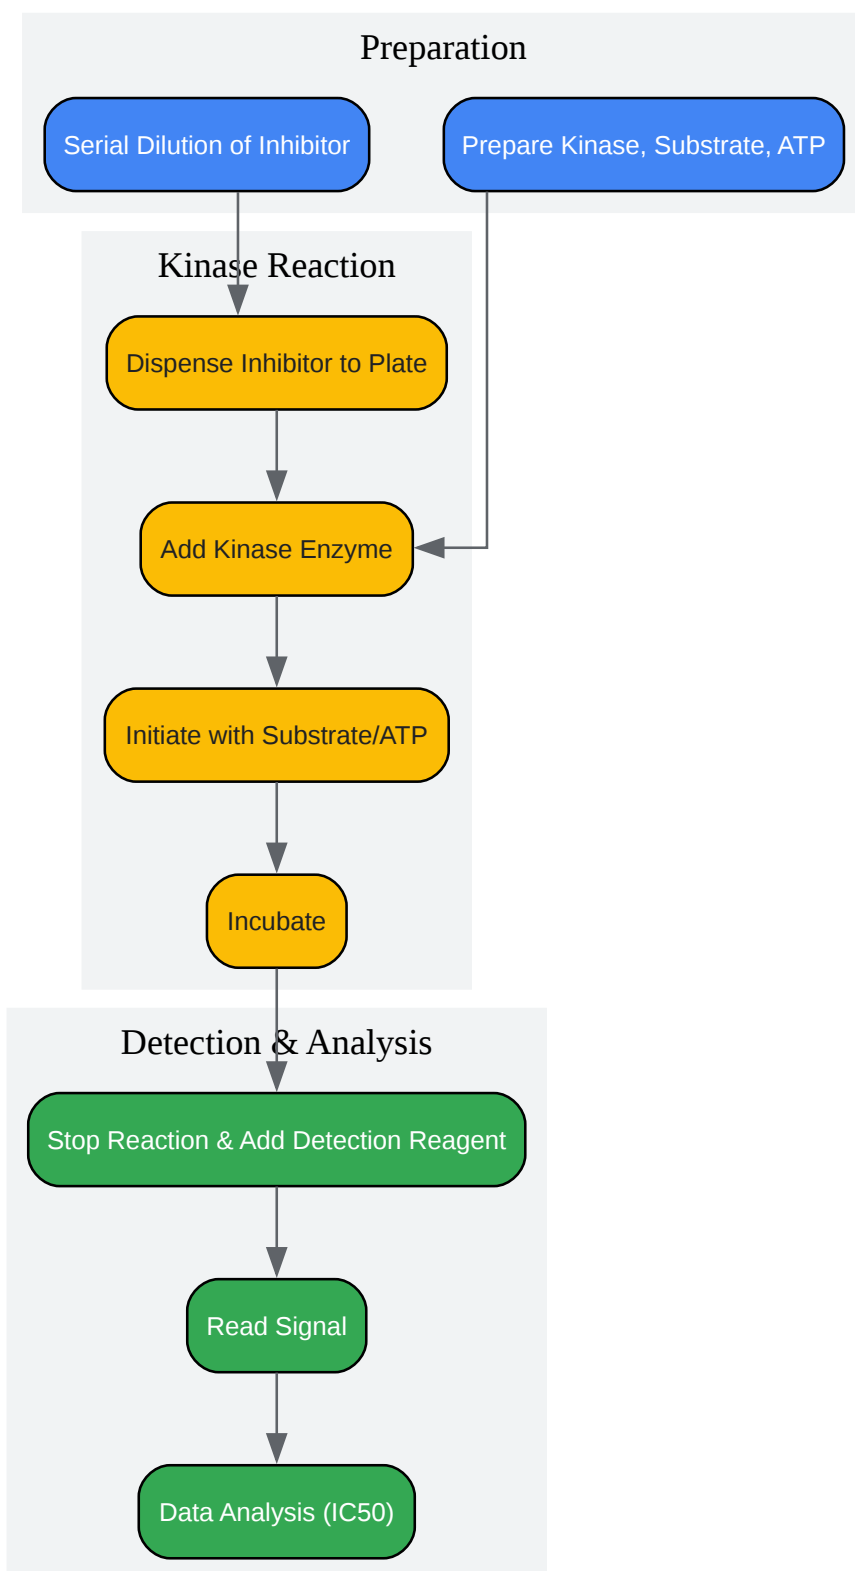 Preparation
Serial Dilution of Inhibitor
Prepare Kinase, Substrate, ATP
Kinase Reaction
Dispense Inhibitor to Plate
Add Kinase Enzyme
Initiate with Substrate/ATP
Incubate
Detection & Analysis
Stop Reaction & Add Detection Reagent
Read Signal
Data Analysis (IC50)